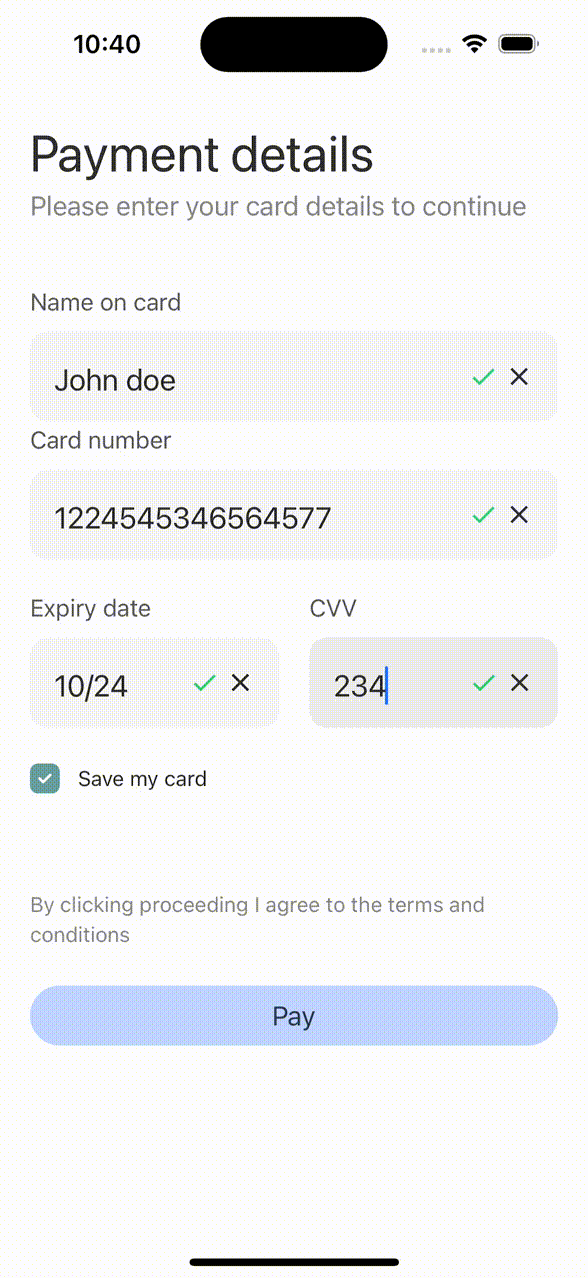 10:40
Payment details
Please enter your card details to continue
Name on card
John doe
Card number
1224545346564577
Expiry date
CVV
10/24
234
Save my card
By clicking proceeding I agree to the terms and
conditions
Pay